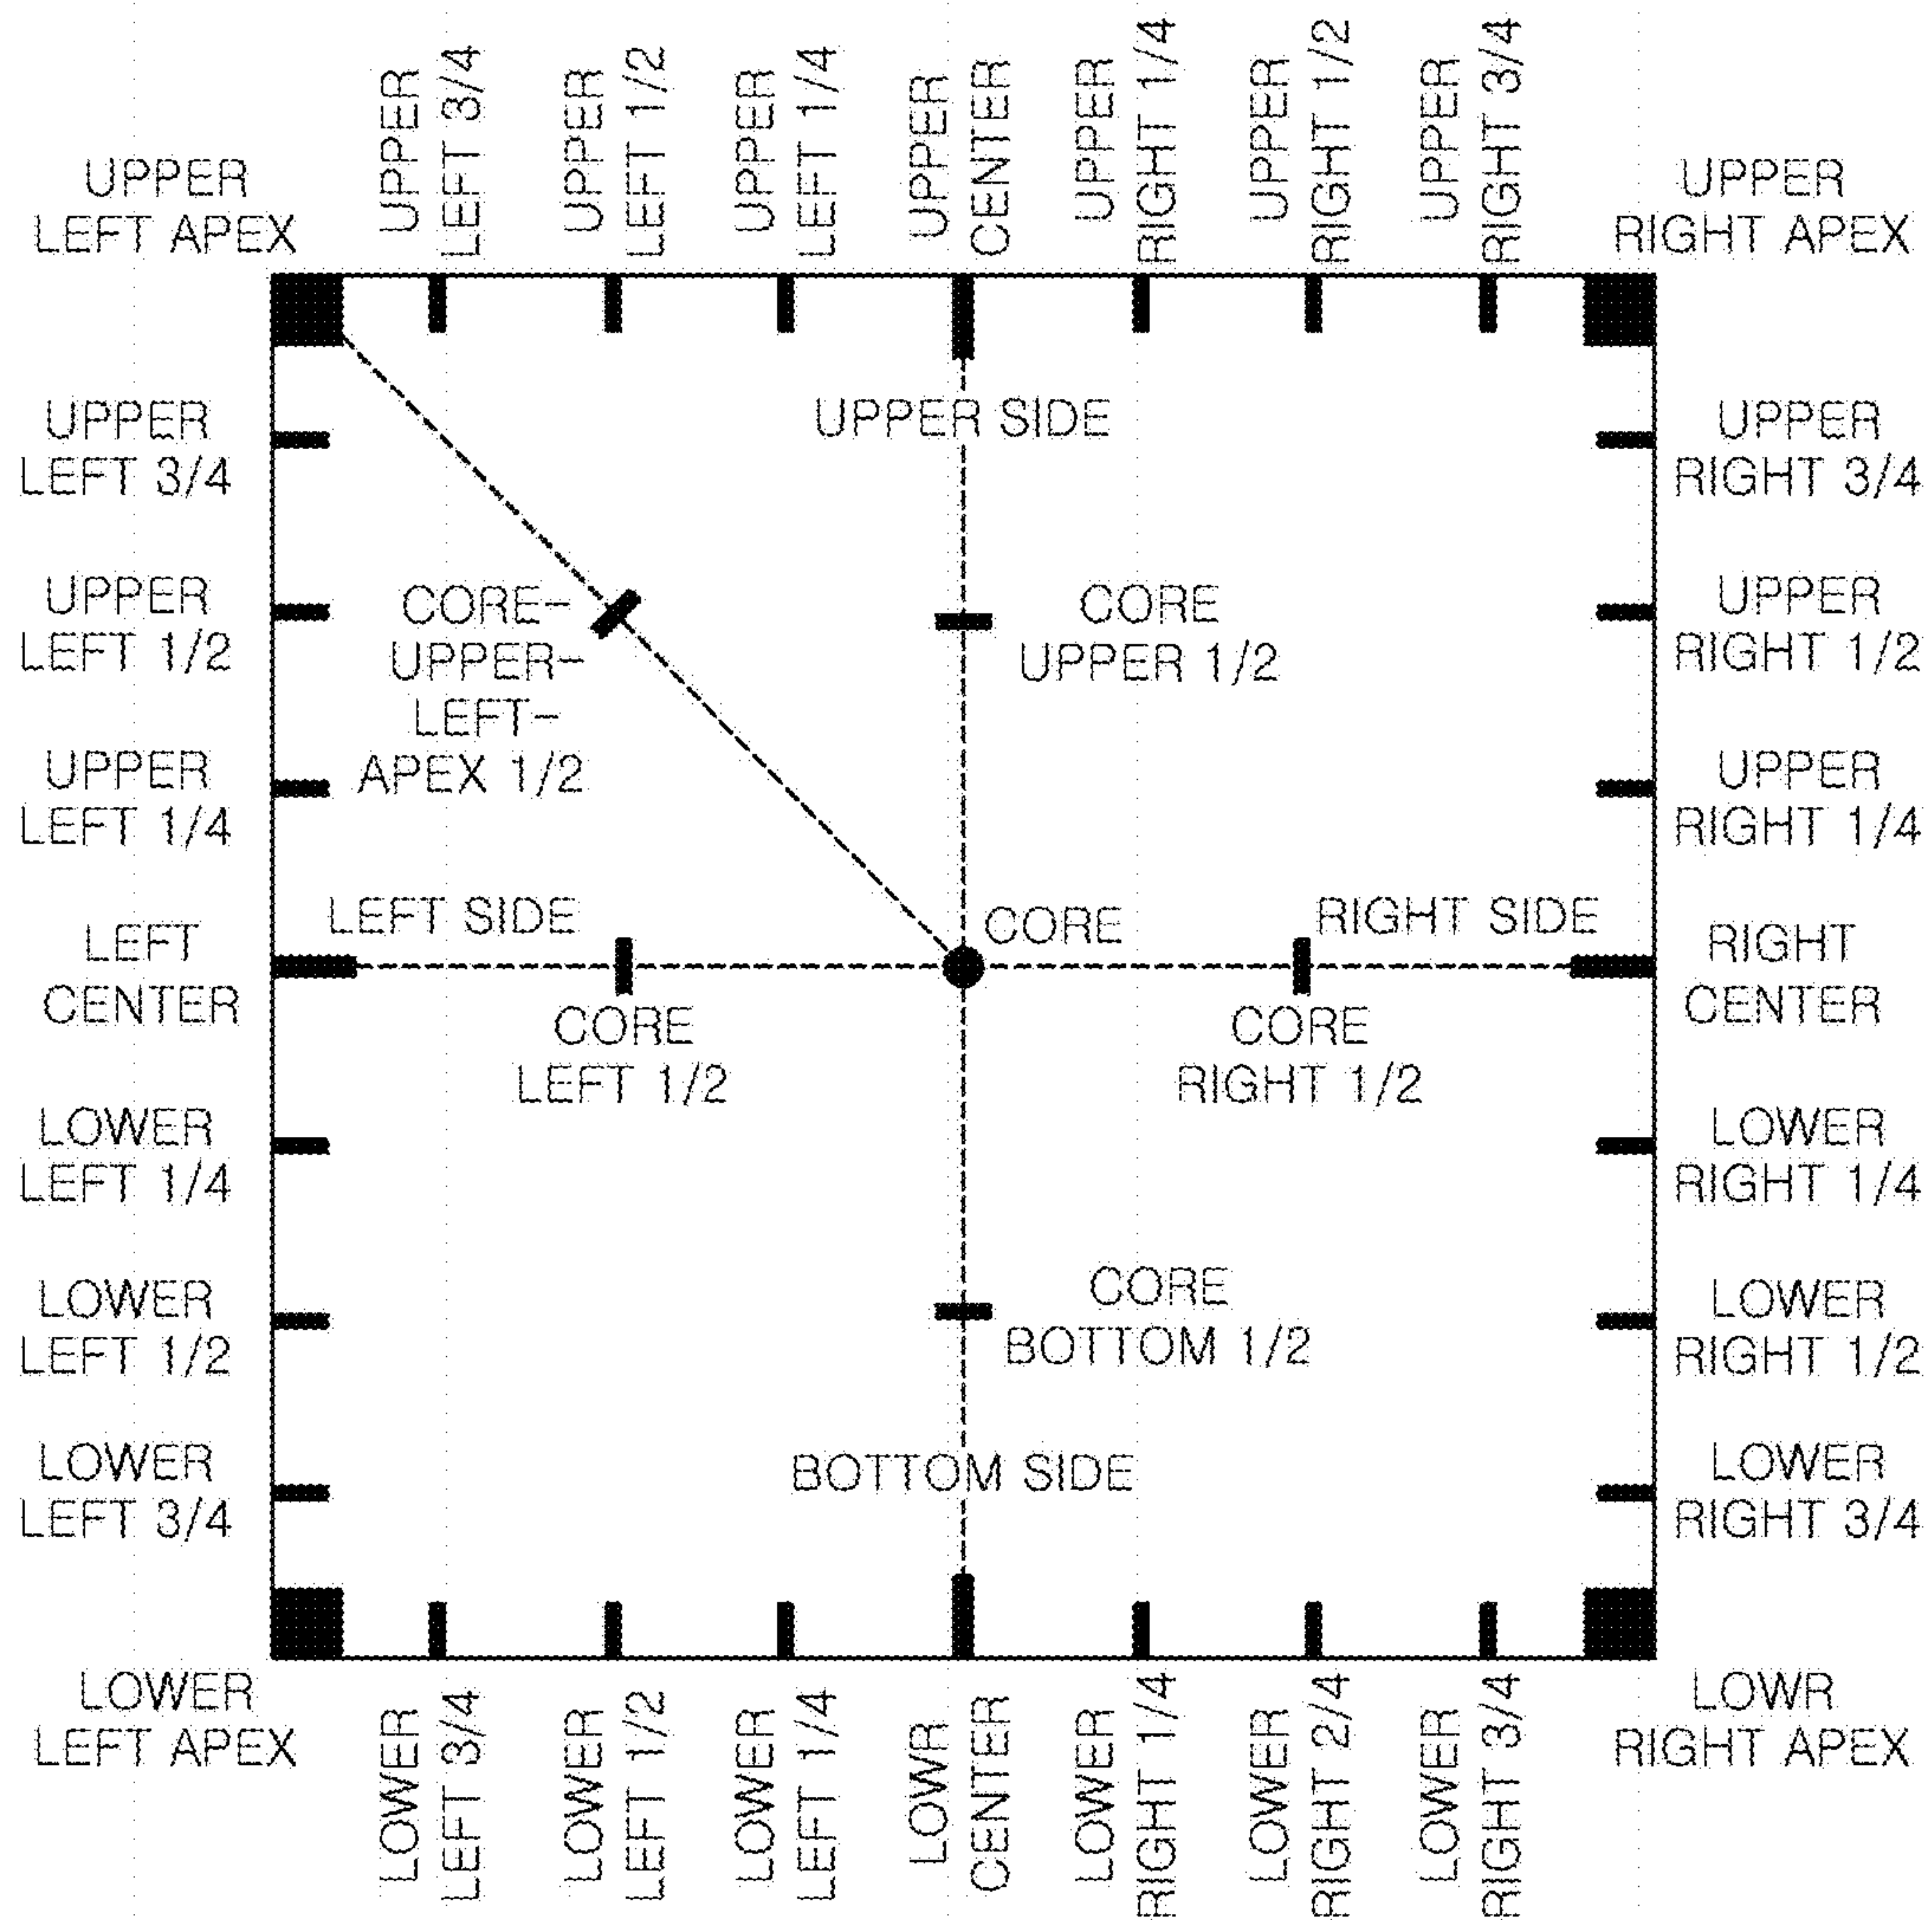 UPPER
LEFT 3/4
UPPER
LEFT 1/2
UPPER
LEFT 1/4
UPPER
CENTER
UPPER
RIGHT 1/4
UPPER
RIGHT 1/2
UPPER
RIGHT 3/4
UPPER
LEFT APEX
UPPER
RIGHT APEX
UPPER SIDE
UPPER
LEFT 3/4
UPPER
RIGHT 3/4
UPPER
LEFT 1/2
CORE-
UPPER-
LEFT-
APEX 1/2
CORE
UPPER 1/2
UPPER
RIGHT 1/2
UPPER
LEFT 1/4
UPPER
RIGHT 1/4
LEFT
CENTER
LEFT SIDE
CORE
RIGHT SIDE
RIGHT
CENTER
CORE
LEFT 1/2
CORE
RIGHT 1/2
LOWER
LEFT 1/4
LOWER
RIGHT 1/4
LOWER
LEFT 1/2
CORE
BOTTOM 1/2
LOWER
RIGHT 1/2
LOWER
LEFT 3/4
BOTTOM SIDE
LOWER
RIGHT 3/4
LOWER
LEFT APEX
LOWR
RIGHT APEX
LOWER
LEFT 3/4
LOWER
LEFT 1/2
LOWER
LEFT 1/4
LOWR
CENTER
LOWER
RIGHT 1/4
LOWER
RIGHT 2/4
LOWER
RIGHT 3/4